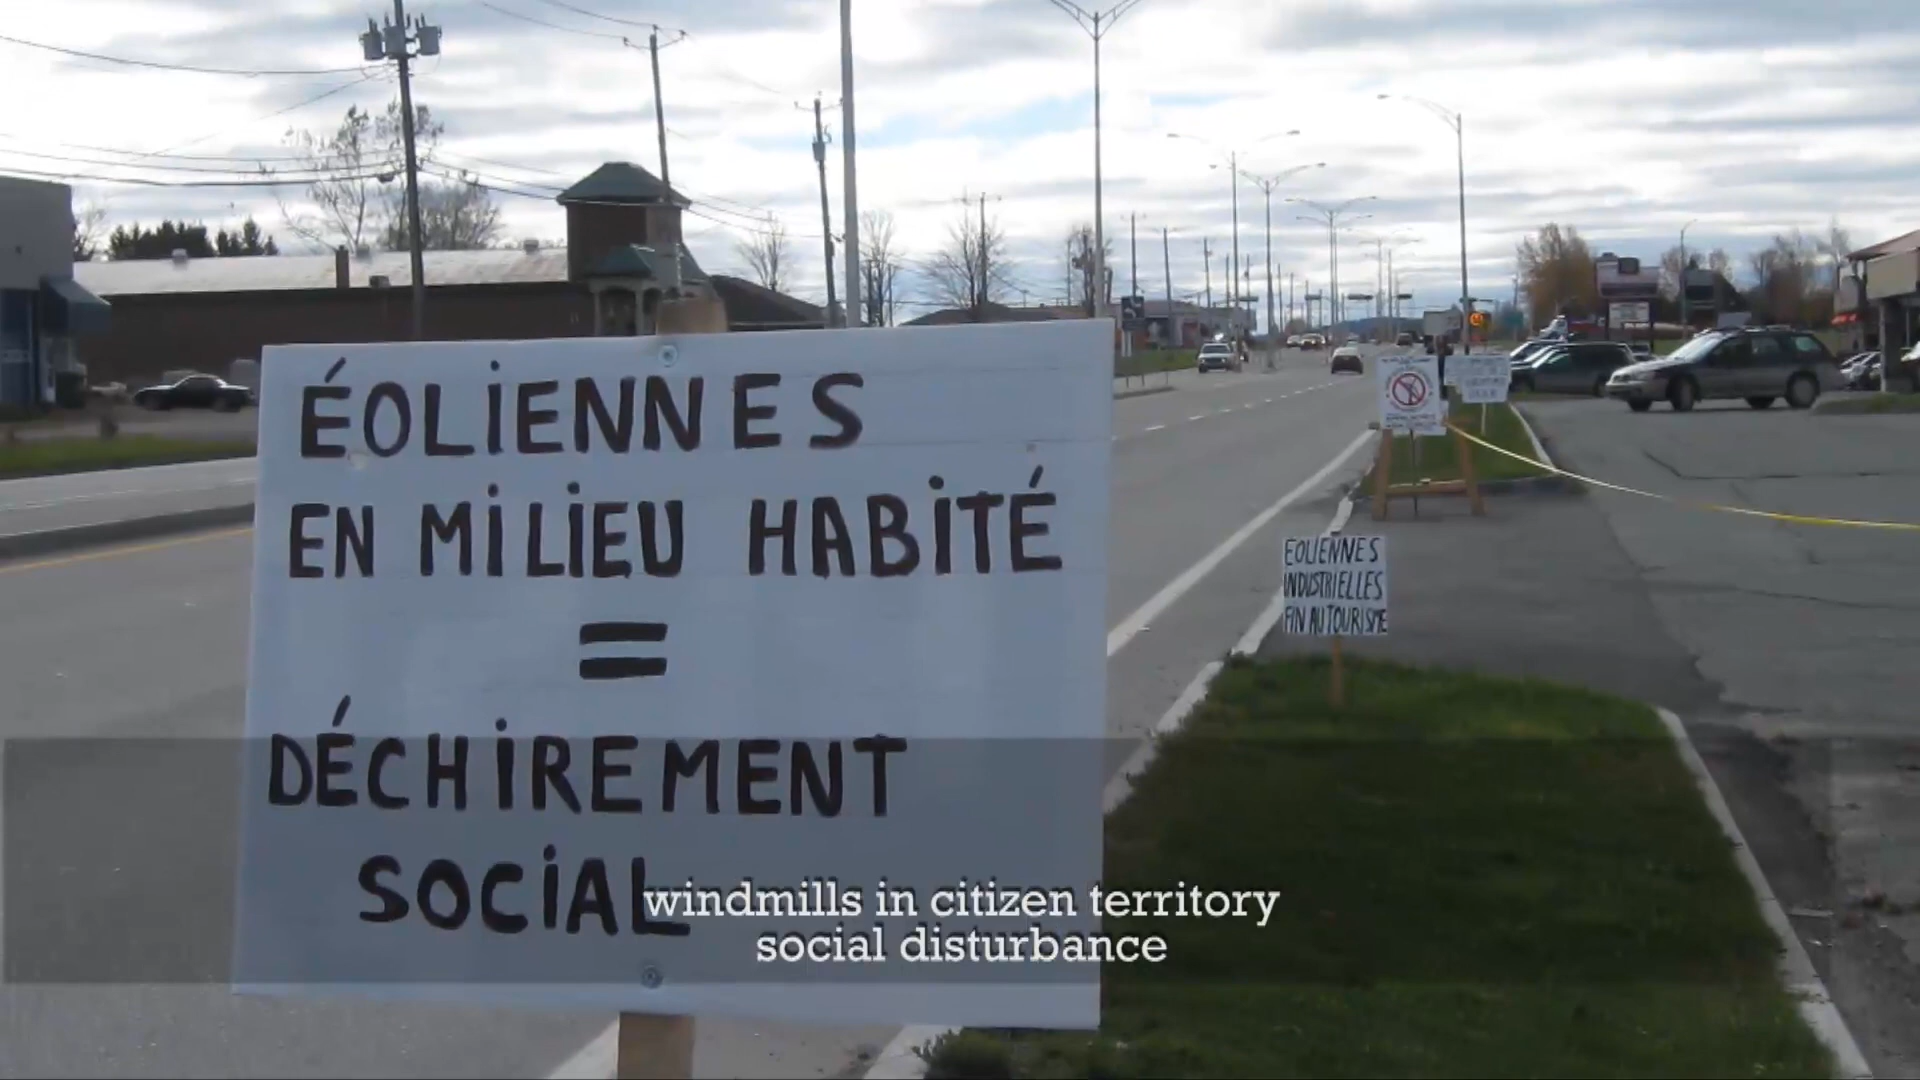 ÉOLIENNES
EN MILIEU HABITÉ
=
DÉCHIREMENT
SOCIAL
EOLIENNES
INDUSTRIELLES
FIN AU TOURISME
windmills in citizen territory
social disturbance